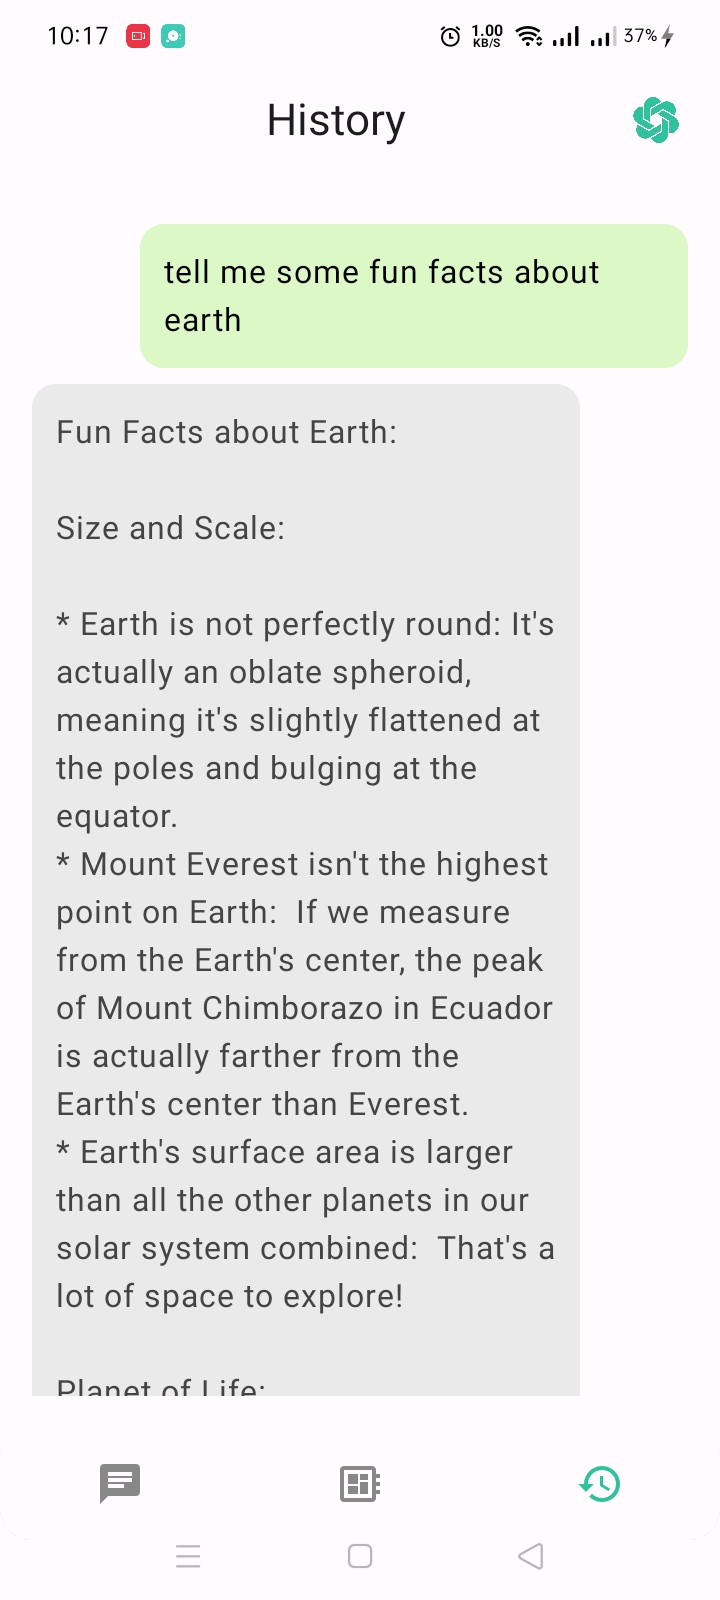 10:17
1.00
KB/S
37%
History
tell me some fun facts about
earth
Fun Facts about Earth:
Size and Scale:
* Earth is not perfectly round: It's
actually an oblate spheroid,
meaning it's slightly flattened at
the poles and bulging at the
equator.
* Mount Everest isn't the highest
point on Earth:  If we measure
from the Earth's center, the peak
of Mount Chimborazo in Ecuador
is actually farther from the
Earth's center than Everest.
* Earth's surface area is larger
than all the other planets in our
solar system combined:  That's a
lot of space to explore!
Planet of Life: